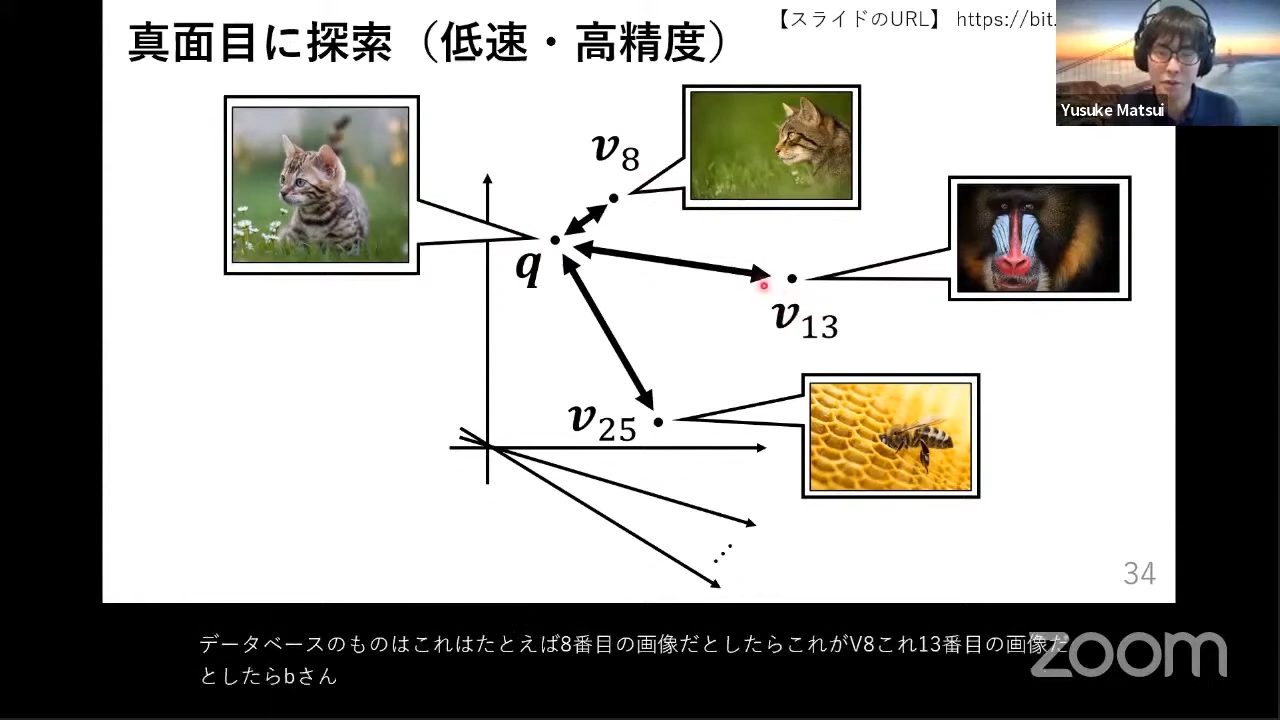 真面目に探索（低速・高精度）
【スライドのURL】 https://bit.
Yusuke Matsui
v8
q
v13
v25
34
データベースのものはこれはたとえば8番目の画像だとしたらこれがV8これ13番目の画像だ
としたらbさん
zoom